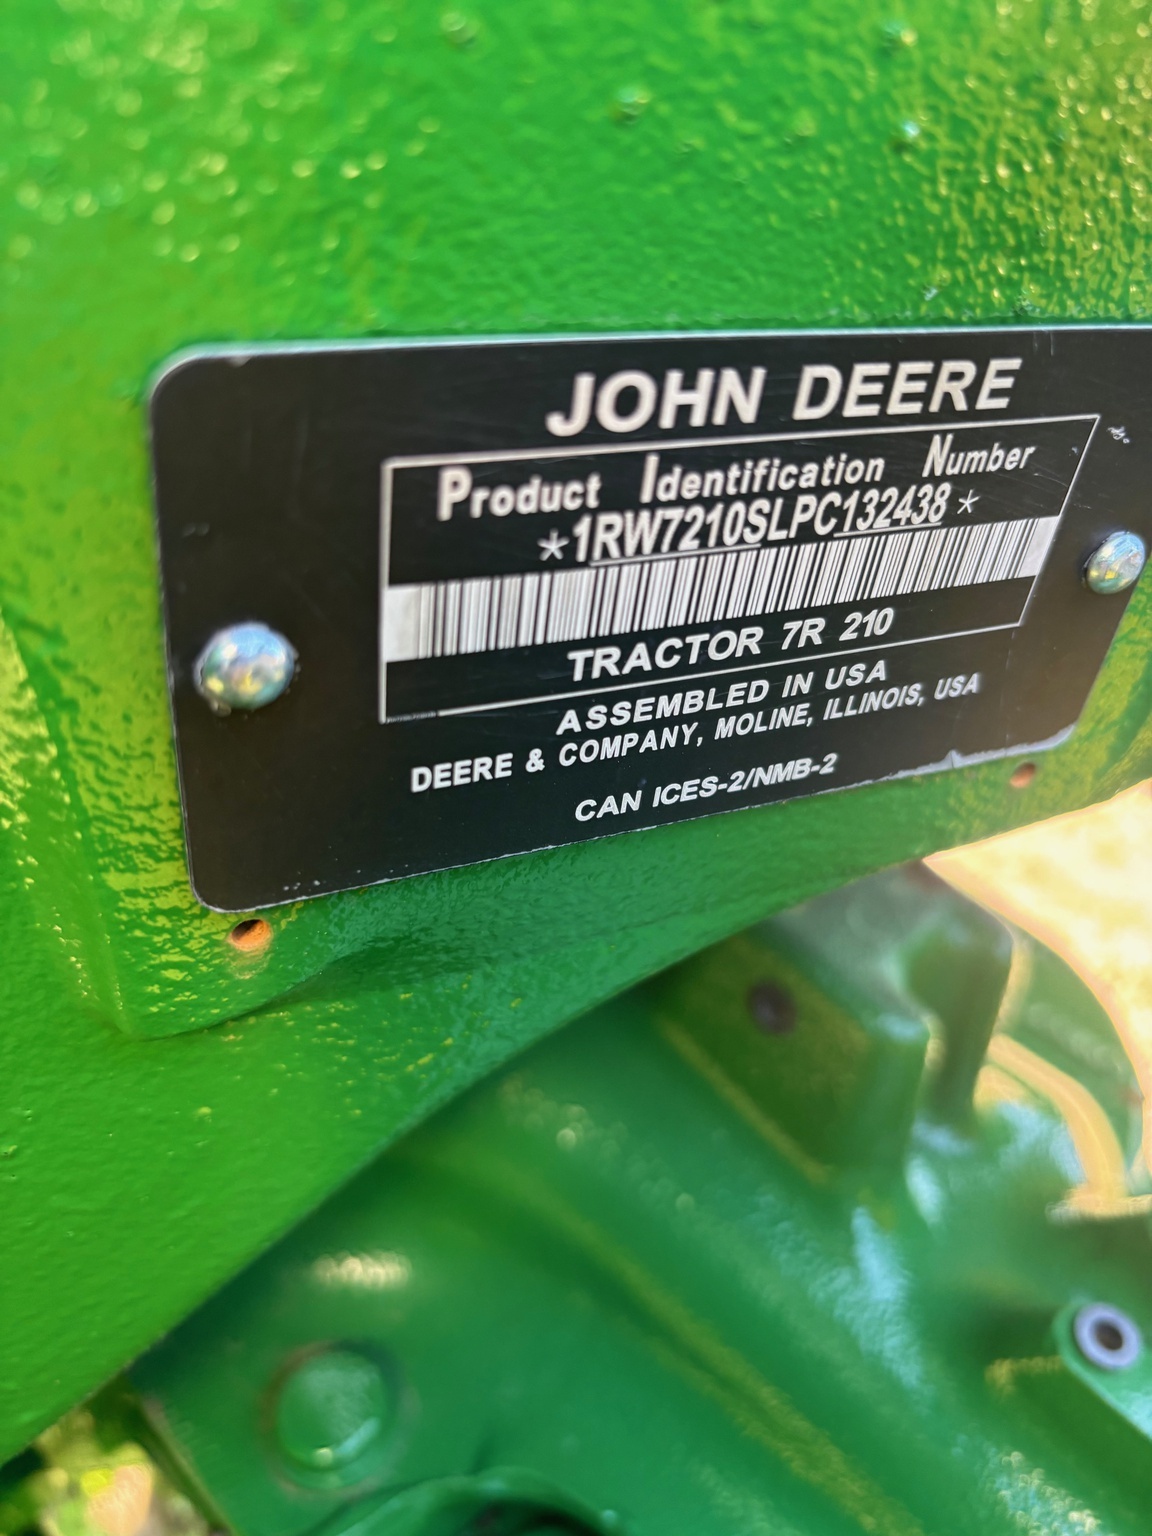 JOHN DEERE
Product Identification Number
*1RW7210SLPC132438*
TRACTOR 7R 210
ASSEMBLED IN USA
DEERE & COMPANY, MOLINE, ILLINOIS, USA
CAN ICES-2/NMB-2